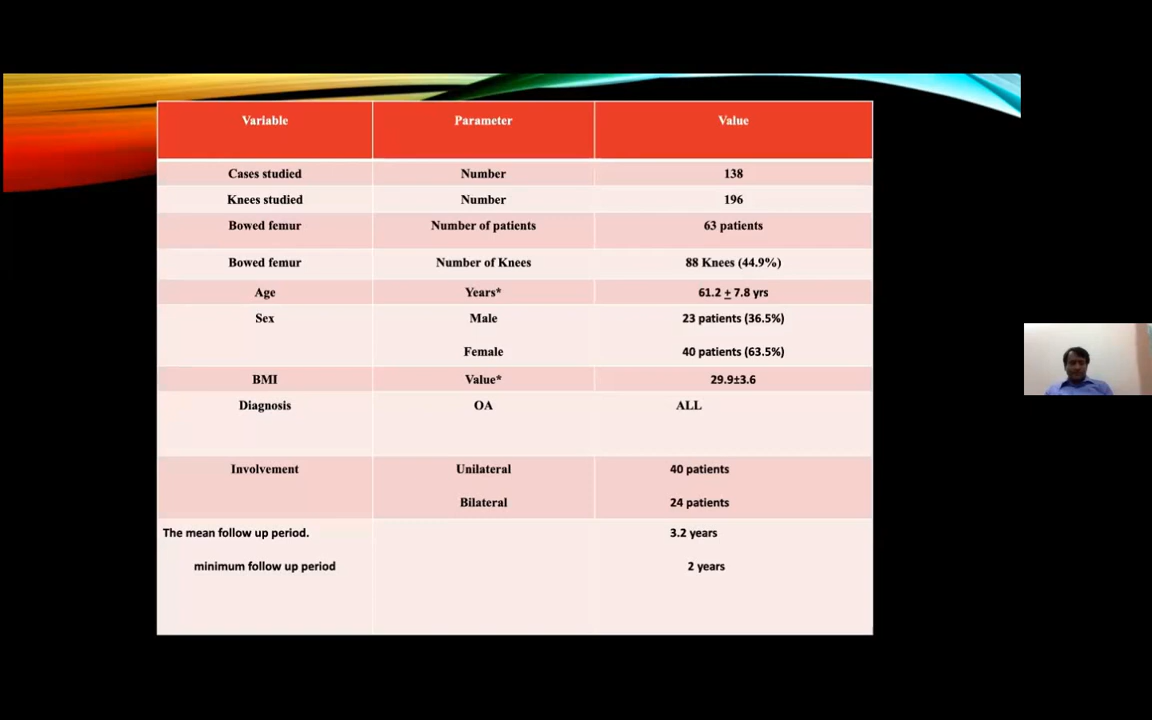 Variable Parameter Value
Cases studied Number 138
Knees studied Number 196
Bowed femur Number of patients 63 patients
Bowed femur Number of Knees 88 Knees (44.9%)
Age Years* 61.2 ± 7.8 yrs
Sex Male 23 patients (36.5%)
Female 40 patients (63.5%)
BMI Value* 29.9±3.6
Diagnosis OA ALL
Involvement Unilateral 40 patients
Bilateral 24 patients
The mean follow up period. 3.2 years
minimum follow up period 2 years